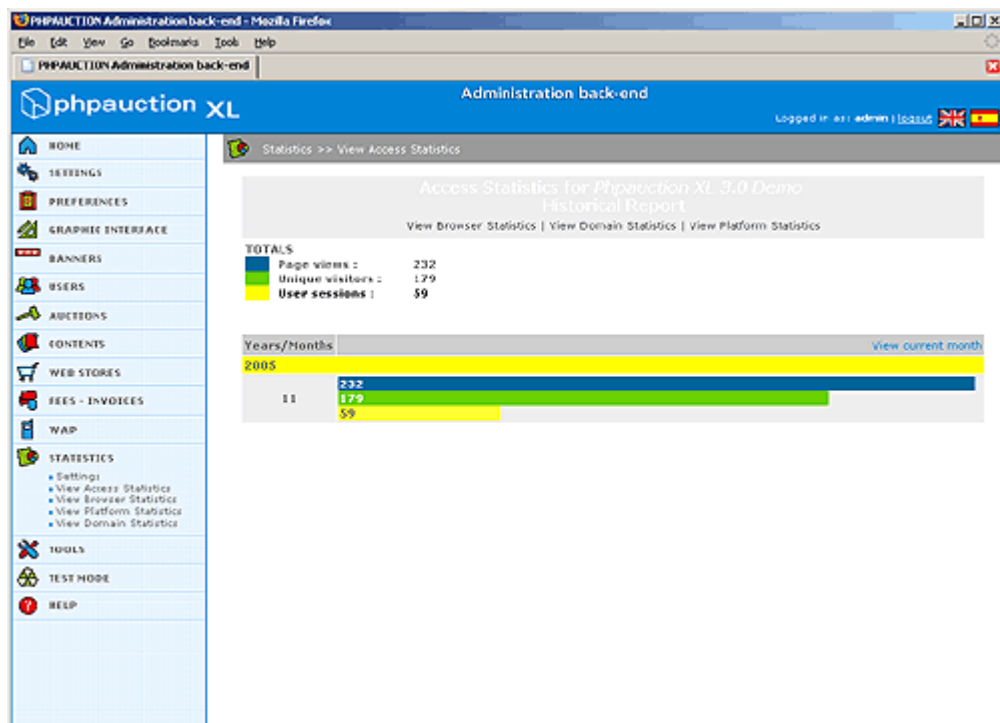 PHPAUCTION Administration back-end - Mozilla Firefox
File Edit View Go Bookmarks Tools Help
PHPAUCTION Administration back-end
phpauction XL
Administration back-end
Logged in as: admin | logout
HOME
SETTINGS
PREFERENCES
GRAPHIC INTERFACE
BANNERS
USERS
AUCTIONS
CONTENTS
WEB STORES
FEES - INVOICES
WAP
STATISTICS
Settings
View Access Statistics
View Browser Statistics
View Platform Statistics
View Domain Statistics
TOOLS
TEST MODE
HELP
Statistics >> View Access Statistics
Access Statistics for Phpauction XL 3.0 Demo
Historical Report
View Browser Statistics | View Domain Statistics | View Platform Statistics
TOTALS
Page views : 232
Unique visitors : 179
User sessions : 59
Years/Months View current month
2005
232
11 179
59